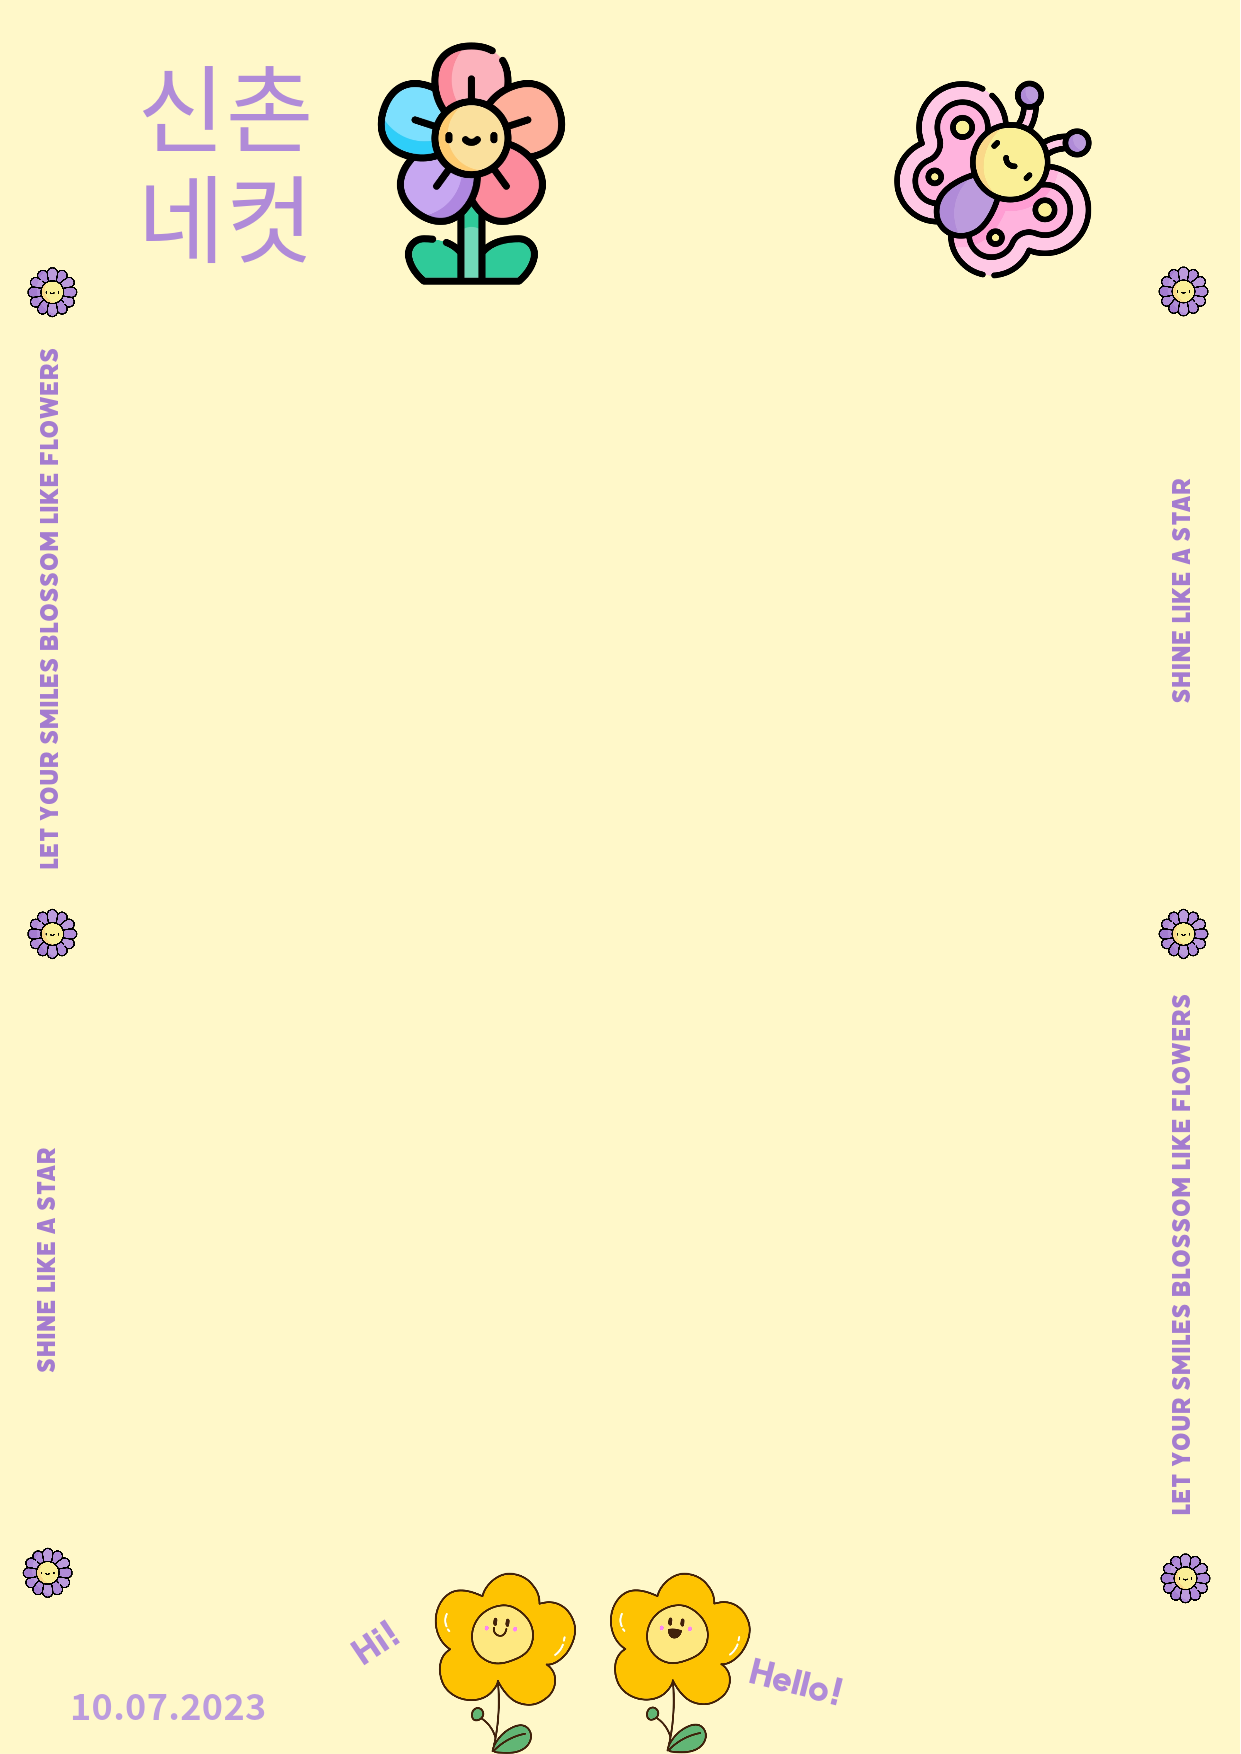 신촌
네컷
LET YOUR SMILES BLOSSOM LIKE FLOWERS
SHINE LIKE A STAR
SHINE LIKE A STAR
LET YOUR SMILES BLOSSOM LIKE FLOWERS
Hi!
Hello!
10.07.2023